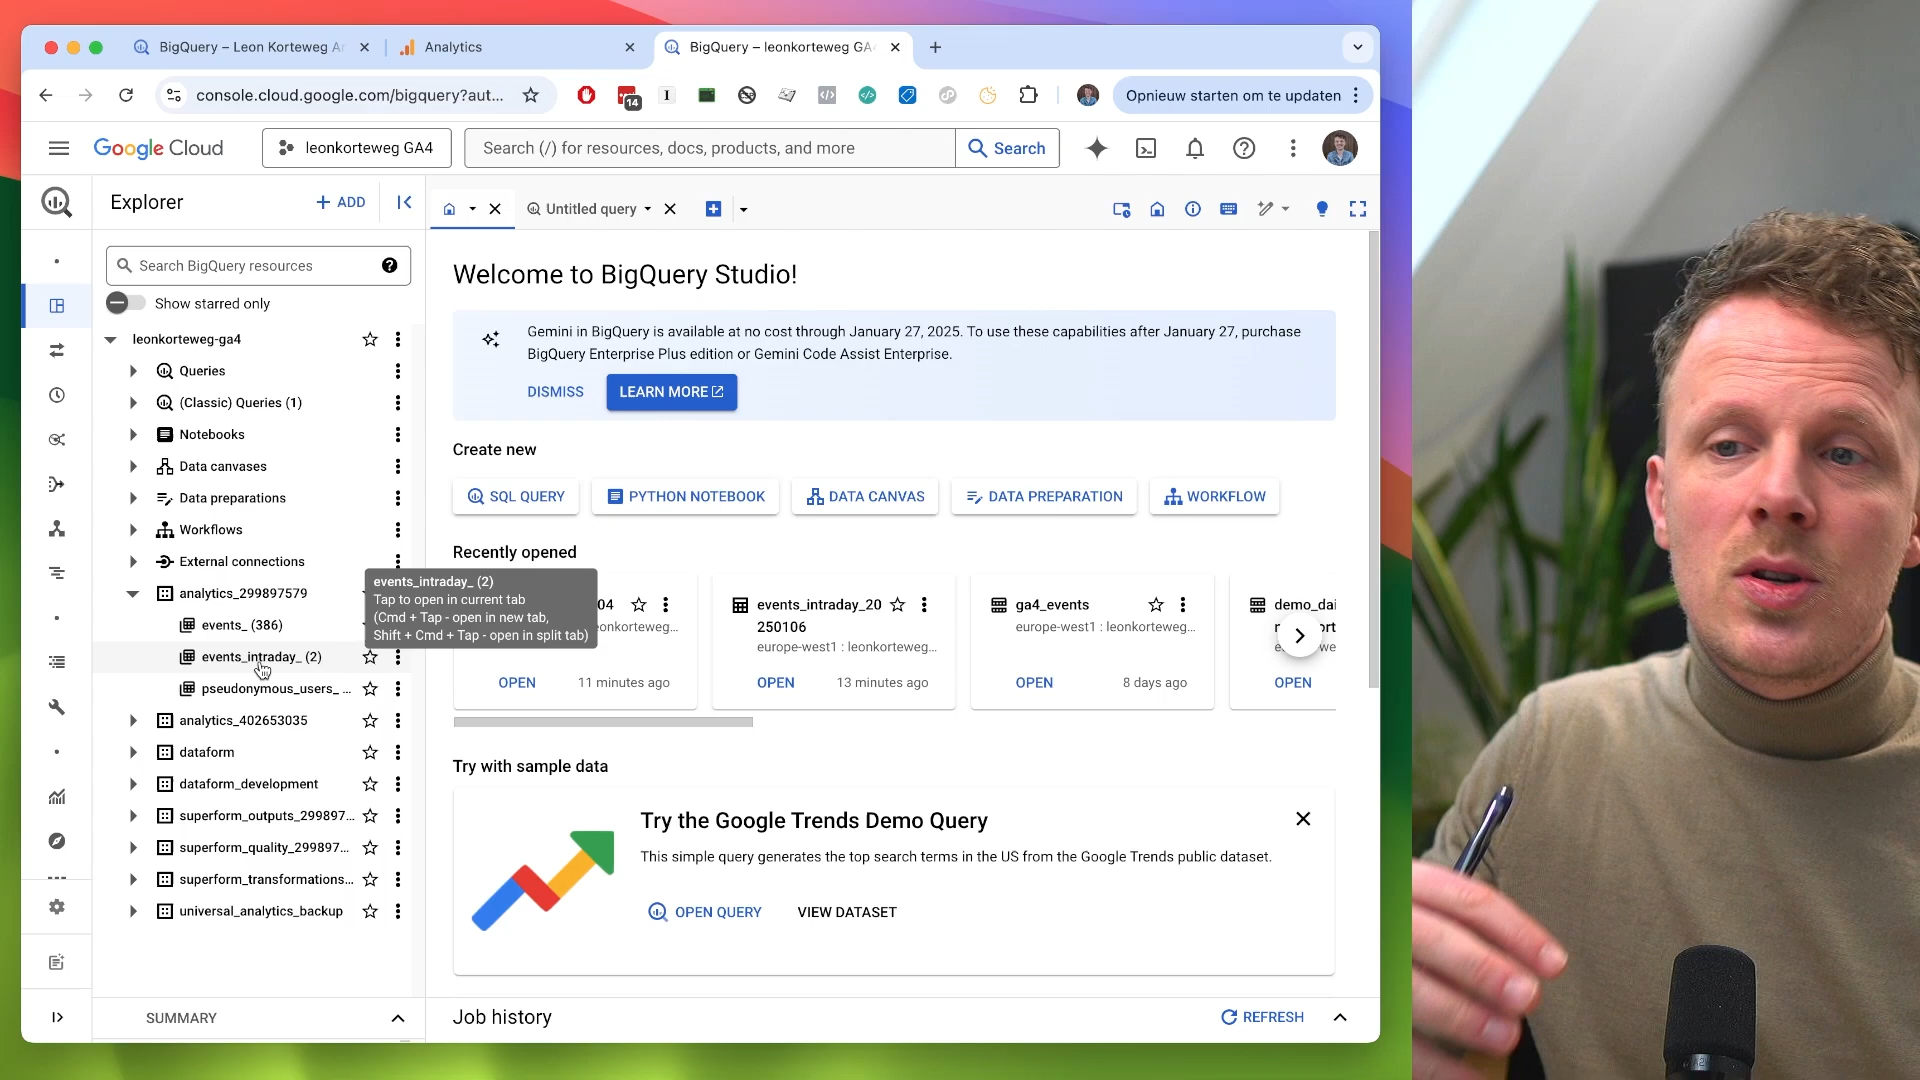 BigQuery – Leon Korteweg Ar
Analytics
BigQuery – leonkorteweg GA4
console.cloud.google.com/bigquery?aut...
14
Opnieuw starten om te updaten
Google Cloud
leonkorteweg GA4
Search (/) for resources, docs, products, and more
Search
Explorer
+ ADD
Untitled query
Search BigQuery resources
Show starred only
leonkorteweg-ga4
Queries
(Classic) Queries (1)
Notebooks
Data canvases
Data preparations
Workflows
External connections
analytics_299897579
events_ (386)
events_intraday_ (2)
pseudonymous_users_ ...
analytics_402653035
dataform
dataform_development
superform_outputs_299897...
superform_quality_299897...
superform_transformations...
universal_analytics_backup
SUMMARY
events_intraday_ (2)
Tap to open in current tab
(Cmd + Tap - open in new tab,
Shift + Cmd + Tap - open in split tab)
Welcome to BigQuery Studio!
Gemini in BigQuery is available at no cost through January 27, 2025. To use these capabilities after January 27, purchase
BigQuery Enterprise Plus edition or Gemini Code Assist Enterprise.
DISMISS
LEARN MORE
Create new
SQL QUERY
PYTHON NOTEBOOK
DATA CANVAS
DATA PREPARATION
WORKFLOW
Recently opened
04
eonkorteweg...
OPEN
11 minutes ago
events_intraday_20
250106
europe-west1 : leonkorteweg...
OPEN
13 minutes ago
ga4_events
europe-west1 : leonkorteweg...
OPEN
8 days ago
demo_dai
ort
OPEN
Try with sample data
Try the Google Trends Demo Query
This simple query generates the top search terms in the US from the Google Trends public dataset.
OPEN QUERY
VIEW DATASET
Job history
REFRESH